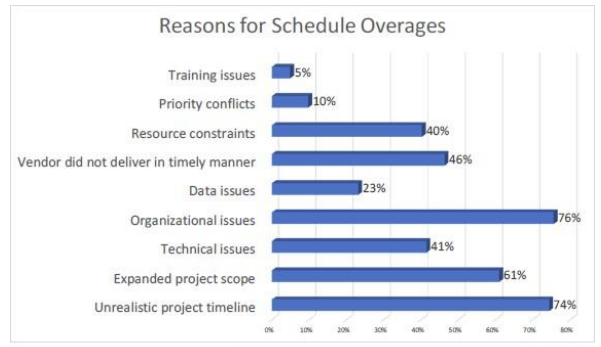 Reasons for Schedule Overages
Training issues 5%
Priority conflicts 10%
Resource constraints 40%
Vendor did not deliver in timely manner 46%
Data issues 23%
Organizational issues 76%
Technical issues 41%
Expanded project scope 61%
Unrealistic project timeline 74%
0% 10% 20% 30% 40% 50% 60% 70% 80%